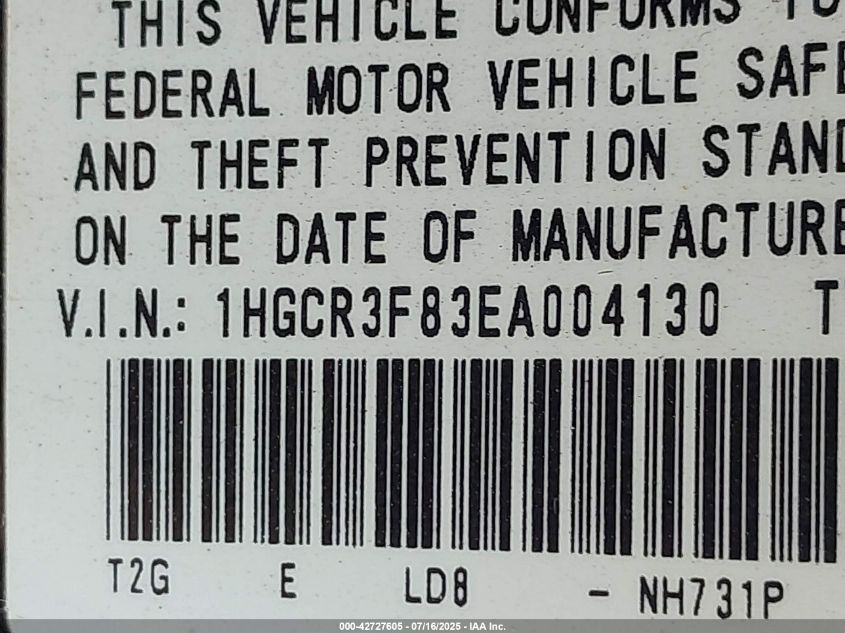 THIS VEHICLE CONFORMS TO
FEDERAL MOTOR VEHICLE SAFE
AND THEFT PREVENTION STAND
ON THE DATE OF MANUFACTURE
V.I.N.: 1HGCR3F83EA004130 T
T2G E LD8 - NH731P
000-42727605 - 07/16/2025 - IAA Inc.